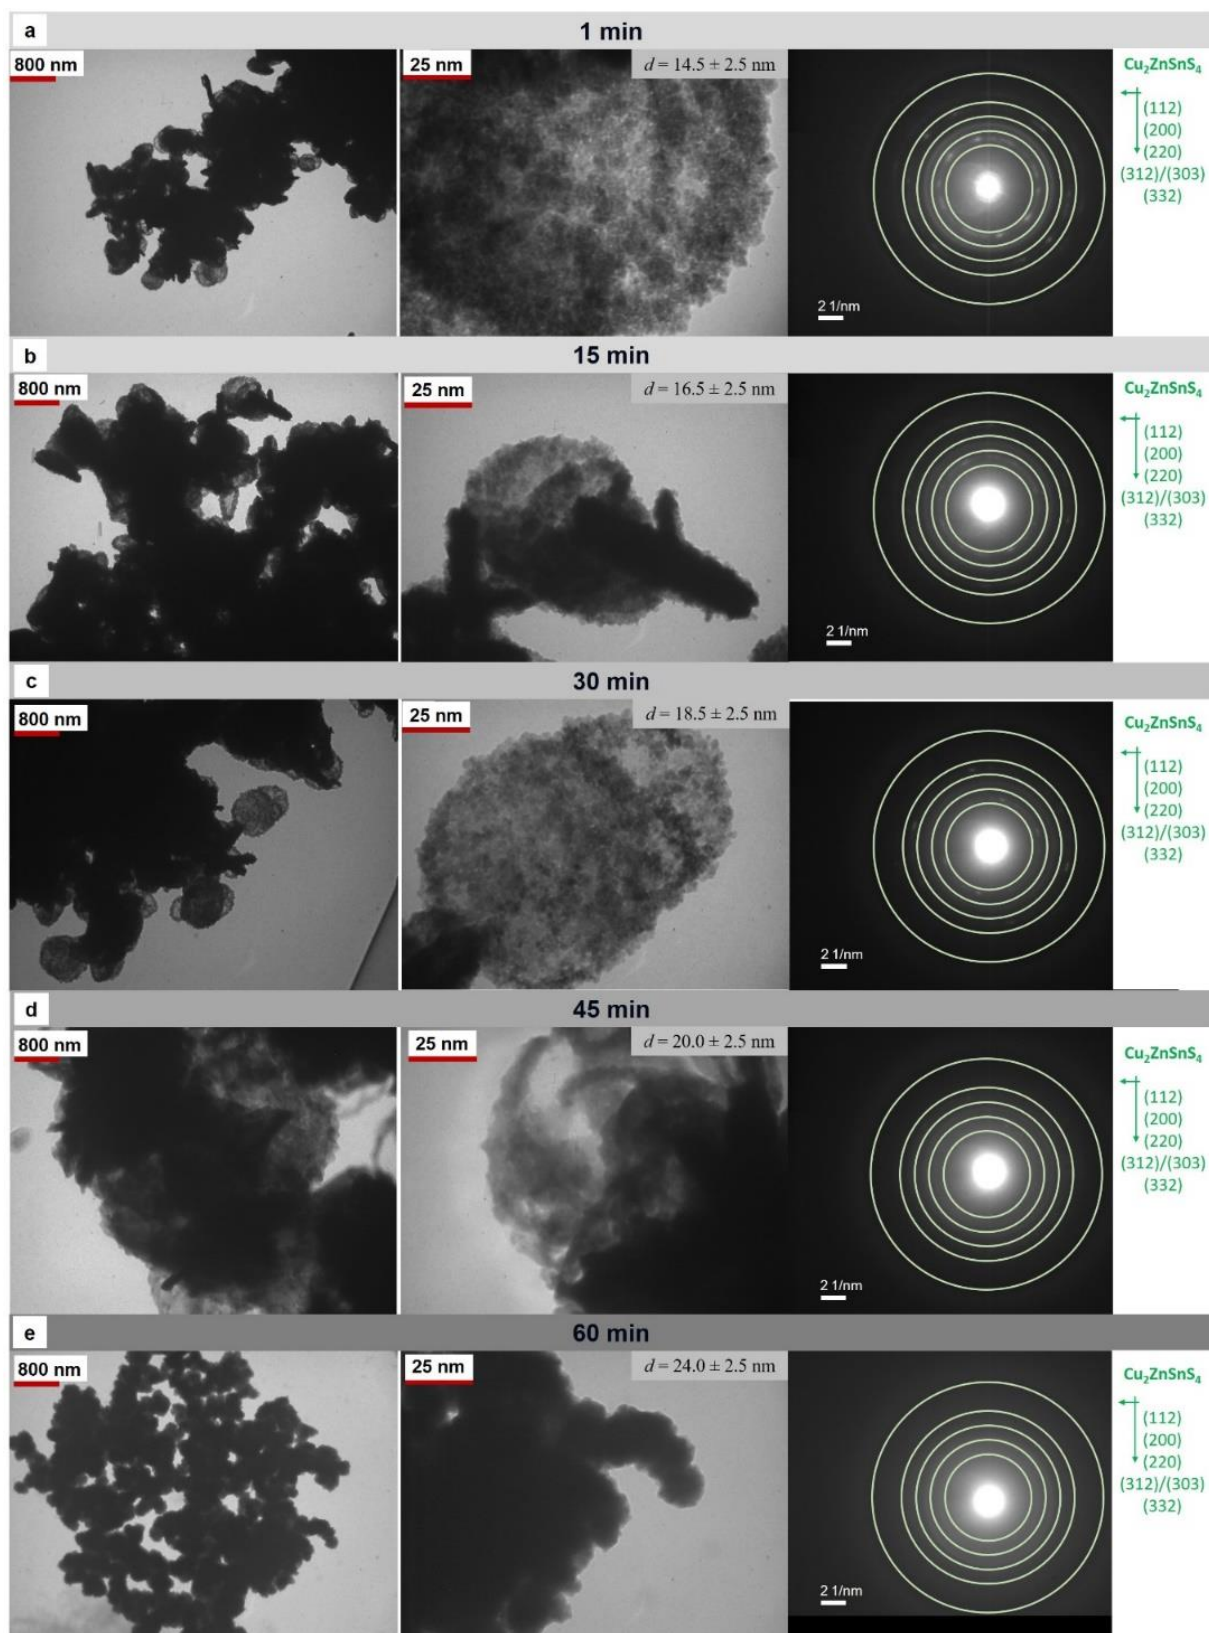 a
1 min
800 nm
25 nm
d = 14.5 ± 2.5 nm
2 1/nm
Cu₂ZnSnS₄
(112)
(200)
(220)
(312)/(303)
(332)
b
15 min
800 nm
25 nm
d = 16.5 ± 2.5 nm
2 1/nm
Cu₂ZnSnS₄
(112)
(200)
(220)
(312)/(303)
(332)
c
30 min
800 nm
25 nm
d = 18.5 ± 2.5 nm
2 1/nm
Cu₂ZnSnS₄
(112)
(200)
(220)
(312)/(303)
(332)
d
45 min
800 nm
25 nm
d = 20.0 ± 2.5 nm
2 1/nm
Cu₂ZnSnS₄
(112)
(200)
(220)
(312)/(303)
(332)
e
60 min
800 nm
25 nm
d = 24.0 ± 2.5 nm
2 1/nm
Cu₂ZnSnS₄
(112)
(200)
(220)
(312)/(303)
(332)